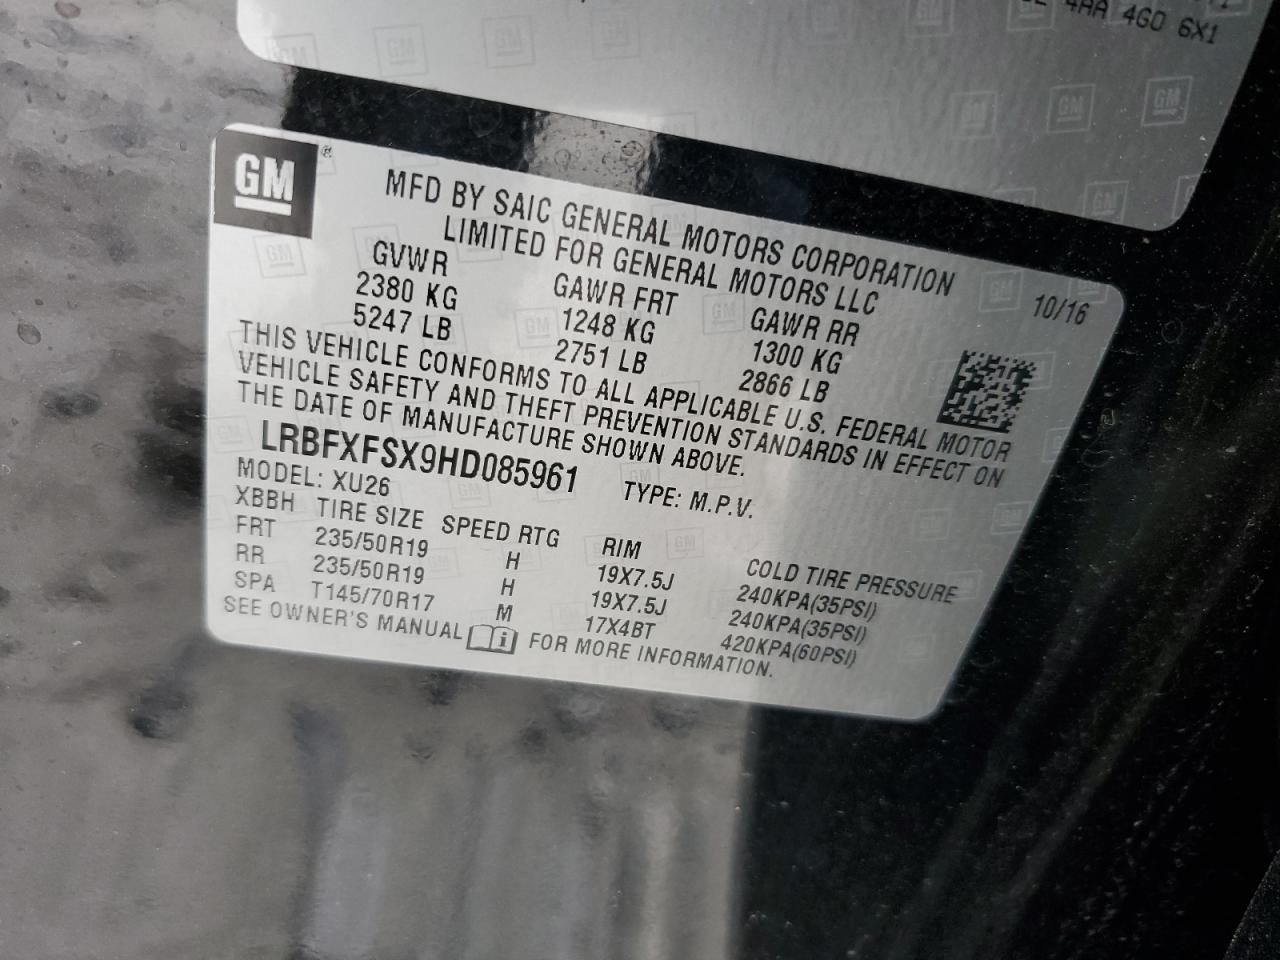 4AA 4G0 6X1
GM
®
MFD BY SAIC GENERAL MOTORS CORPORATION
LIMITED FOR GENERAL MOTORS LLC
10/16
GVWR GAWR FRT GAWR RR
2380 KG 1248 KG 1300 KG
5247 LB 2751 LB 2866 LB
THIS VEHICLE CONFORMS TO ALL APPLICABLE U.S. FEDERAL MOTOR
VEHICLE SAFETY AND THEFT PREVENTION STANDARDS IN EFFECT ON
THE DATE OF MANUFACTURE SHOWN ABOVE.
LRBFXFSX9HD085961 TYPE: M.P.V.
MODEL: XU26
XBBH TIRE SIZE SPEED RTG RIM COLD TIRE PRESSURE
FRT 235/50R19 H 19X7.5J 240KPA(35PSI)
RR 235/50R19 H 19X7.5J 240KPA(35PSI)
SPA T145/70R17 M 17X4BT 420KPA(60PSI)
SEE OWNER'S MANUAL i FOR MORE INFORMATION.